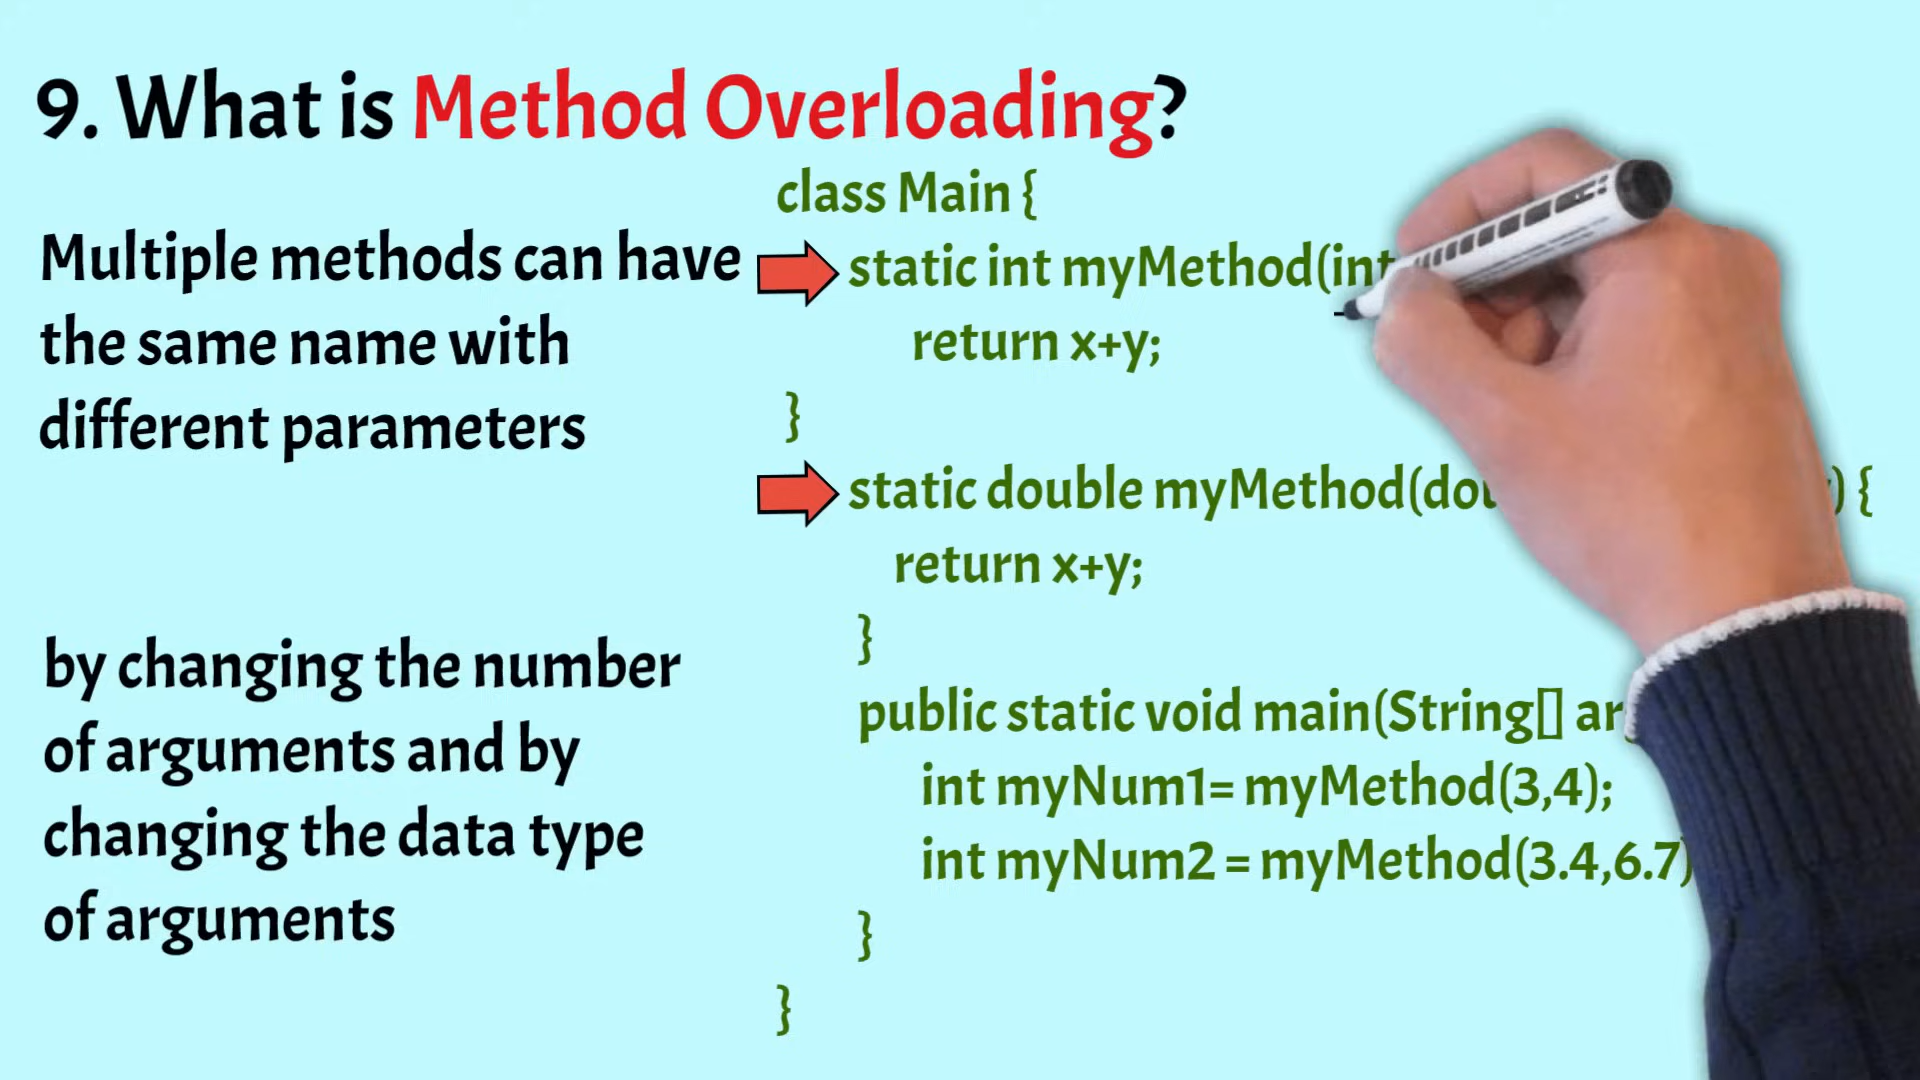 9. What is Method Overloading?
Multiple methods can have
the same name with
different parameters
by changing the number
of arguments and by
changing the data type
of arguments
class Main {
static int myMethod(int
return x+y;
}
static double myMethod(dou ) {
return x+y;
}
public static void main(String[] ar
int myNum1= myMethod(3,4);
int myNum2 = myMethod(3.4,6.7)
}
}